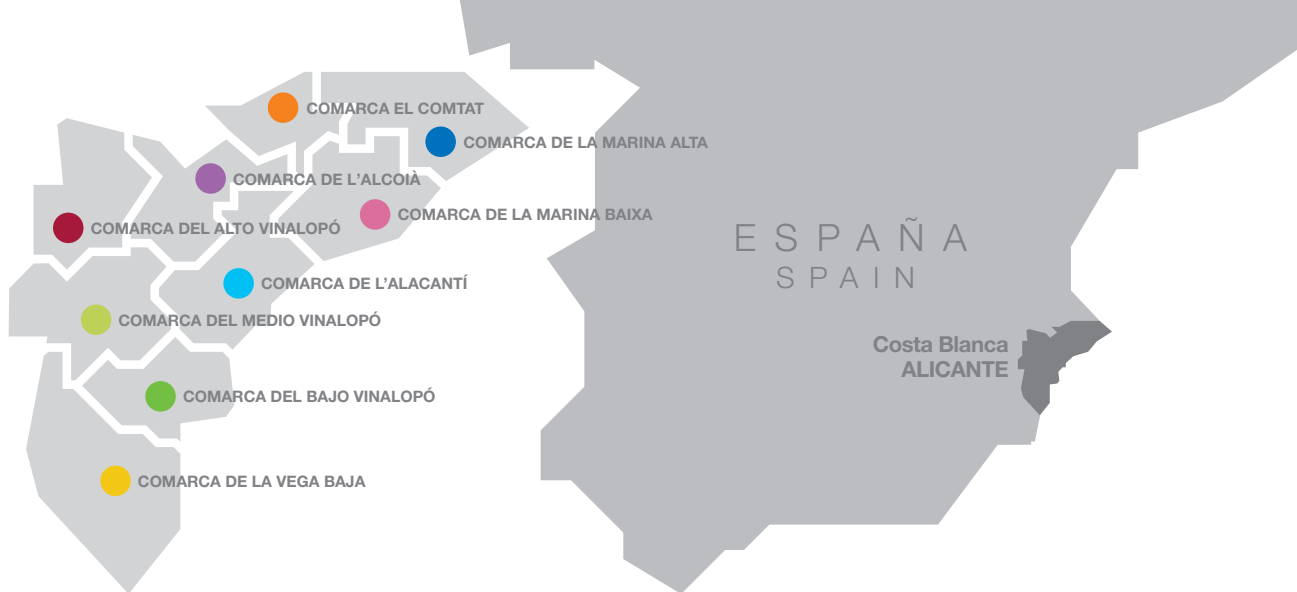 COMARCA EL COMTAT
COMARCA DE LA MARINA ALTA
COMARCA DE L'ALCOIÀ
COMARCA DE LA MARINA BAIXA
COMARCA DEL ALTO VINALOPÓ
COMARCA DE L'ALACANTÍ
COMARCA DEL MEDIO VINALOPÓ
COMARCA DEL BAJO VINALOPÓ
COMARCA DE LA VEGA BAJA
ESPAÑA
SPAIN
Costa Blanca
ALICANTE